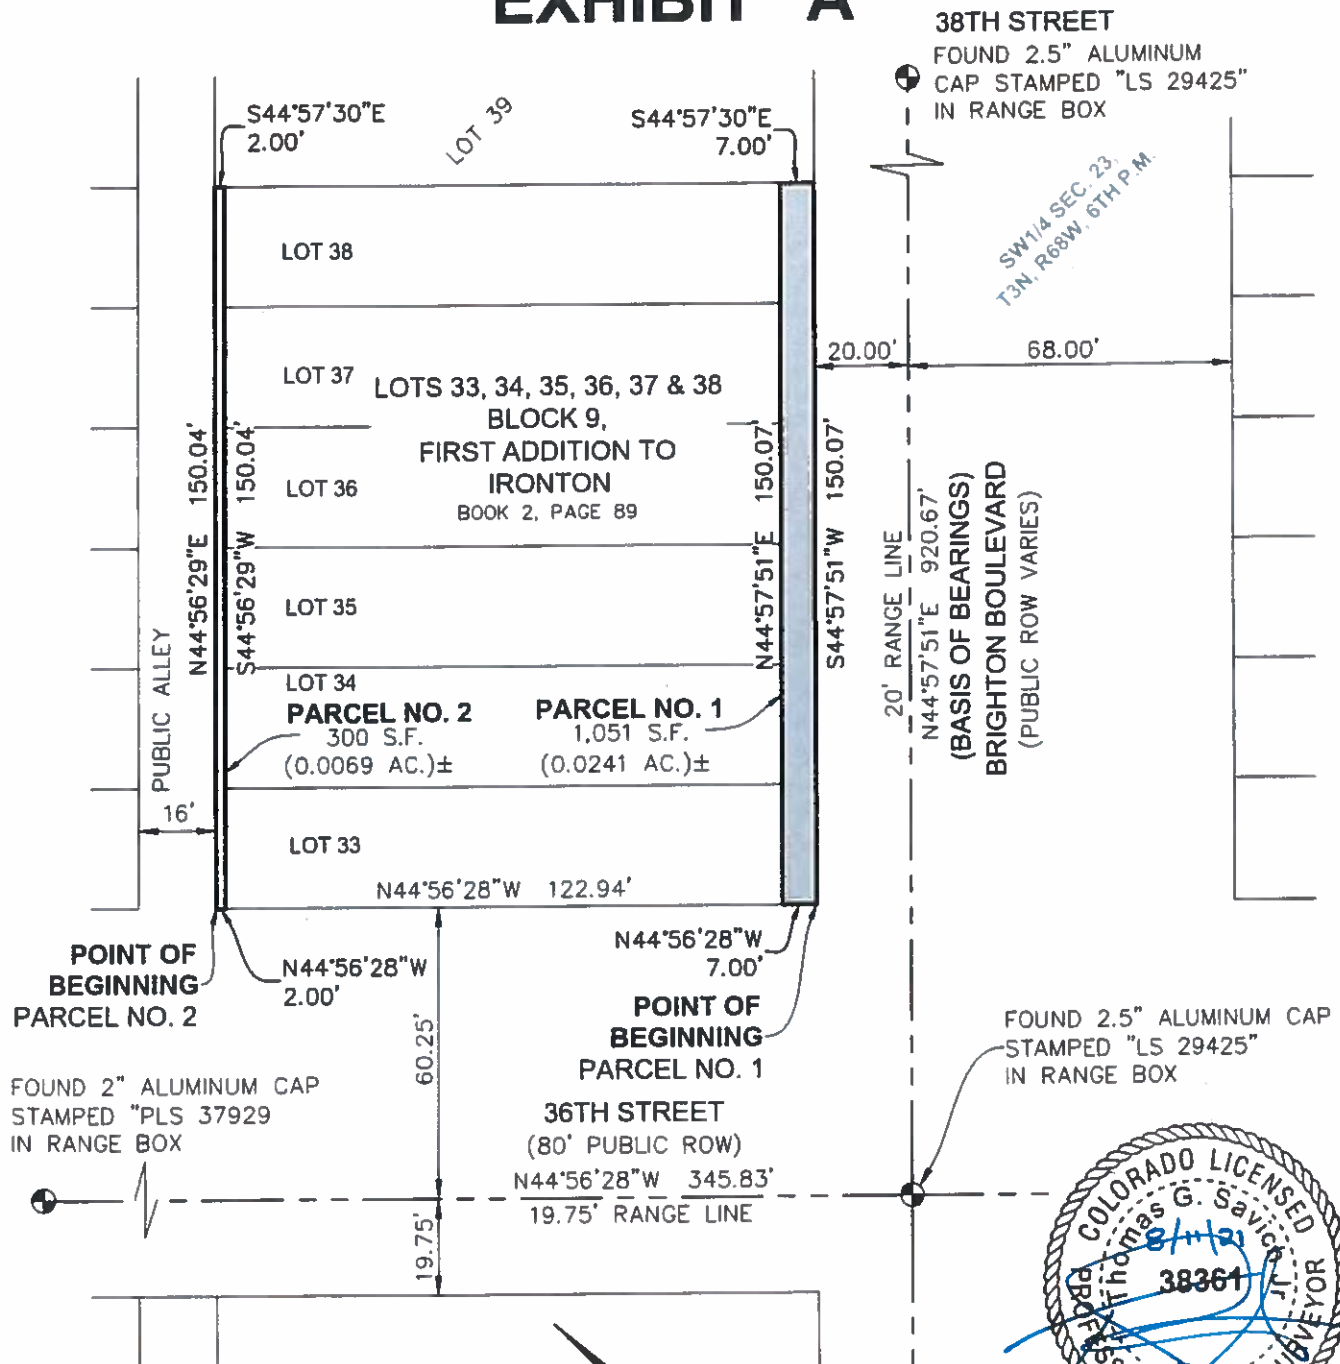 EXHIBIT "A"
38TH STREET
FOUND 2.5" ALUMINUM
CAP STAMPED "LS 29425"
IN RANGE BOX
S44°57'30"E
2.00'
LOT 39
S44°57'30"E
7.00'
SW1/4 SEC. 23,
T3N, R68W, 6TH P.M.
LOT 38
20.00'
68.00'
LOT 37
LOTS 33, 34, 35, 36, 37 & 38
BLOCK 9,
FIRST ADDITION TO
IRONTON
BOOK 2, PAGE 89
LOT 36
N44°56'29"E 150.04'
S44°56'29"W 150.04'
N44°57'51"E 150.07'
S44°57'51"W 150.07'
20' RANGE LINE
N44°57'51"E 920.67'
(BASIS OF BEARINGS)
BRIGHTON BOULEVARD
(PUBLIC ROW VARIES)
LOT 35
PUBLIC ALLEY
LOT 34
PARCEL NO. 2
300 S.F.
(0.0069 AC.)±
PARCEL NO. 1
1,051 S.F.
(0.0241 AC.)±
16'
LOT 33
N44°56'28"W 122.94'
POINT OF
BEGINNING
PARCEL NO. 2
N44°56'28"W
2.00'
N44°56'28"W
7.00'
POINT OF
BEGINNING
PARCEL NO. 1
60.25'
FOUND 2.5" ALUMINUM CAP
STAMPED "LS 29425"
IN RANGE BOX
FOUND 2" ALUMINUM CAP
STAMPED "PLS 37929
IN RANGE BOX
36TH STREET
(80' PUBLIC ROW)
N44°56'28"W 345.83'
19.75' RANGE LINE
19.75'
COLORADO LICENSED
Thomas G. Savich Jr
8/11/21
38361